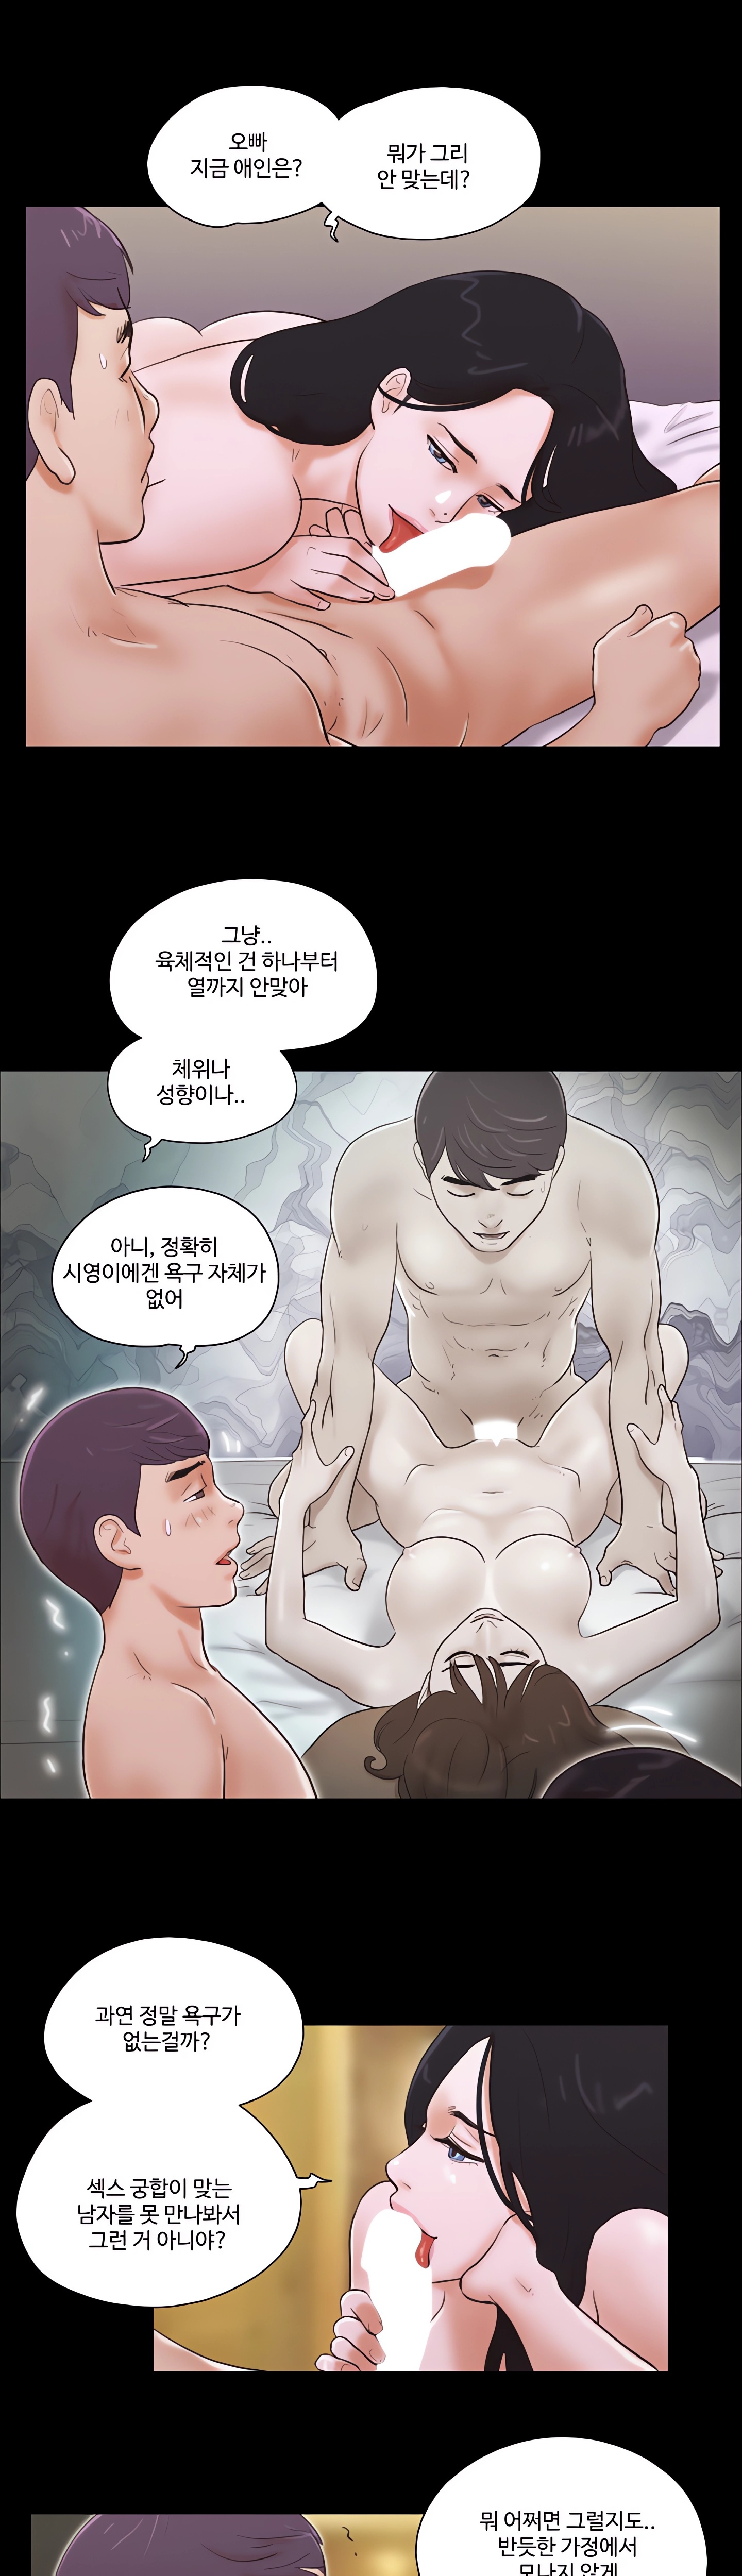 오빠
지금 애인은?
뭐가 그리
안 맞는데?
그냥..
육체적인 건 하나부터
열까지 안맞아
체위나
성향이나..
아니, 정확히
시영이에겐 욕구 자체가
없어
과연 정말 욕구가
없는걸까?
섹스 궁합이 맞는
남자를 못 만나봐서
그런 거 아니야?
뭐 어쩌면 그럴지도..
반듯한 가정에서
모나지 않게